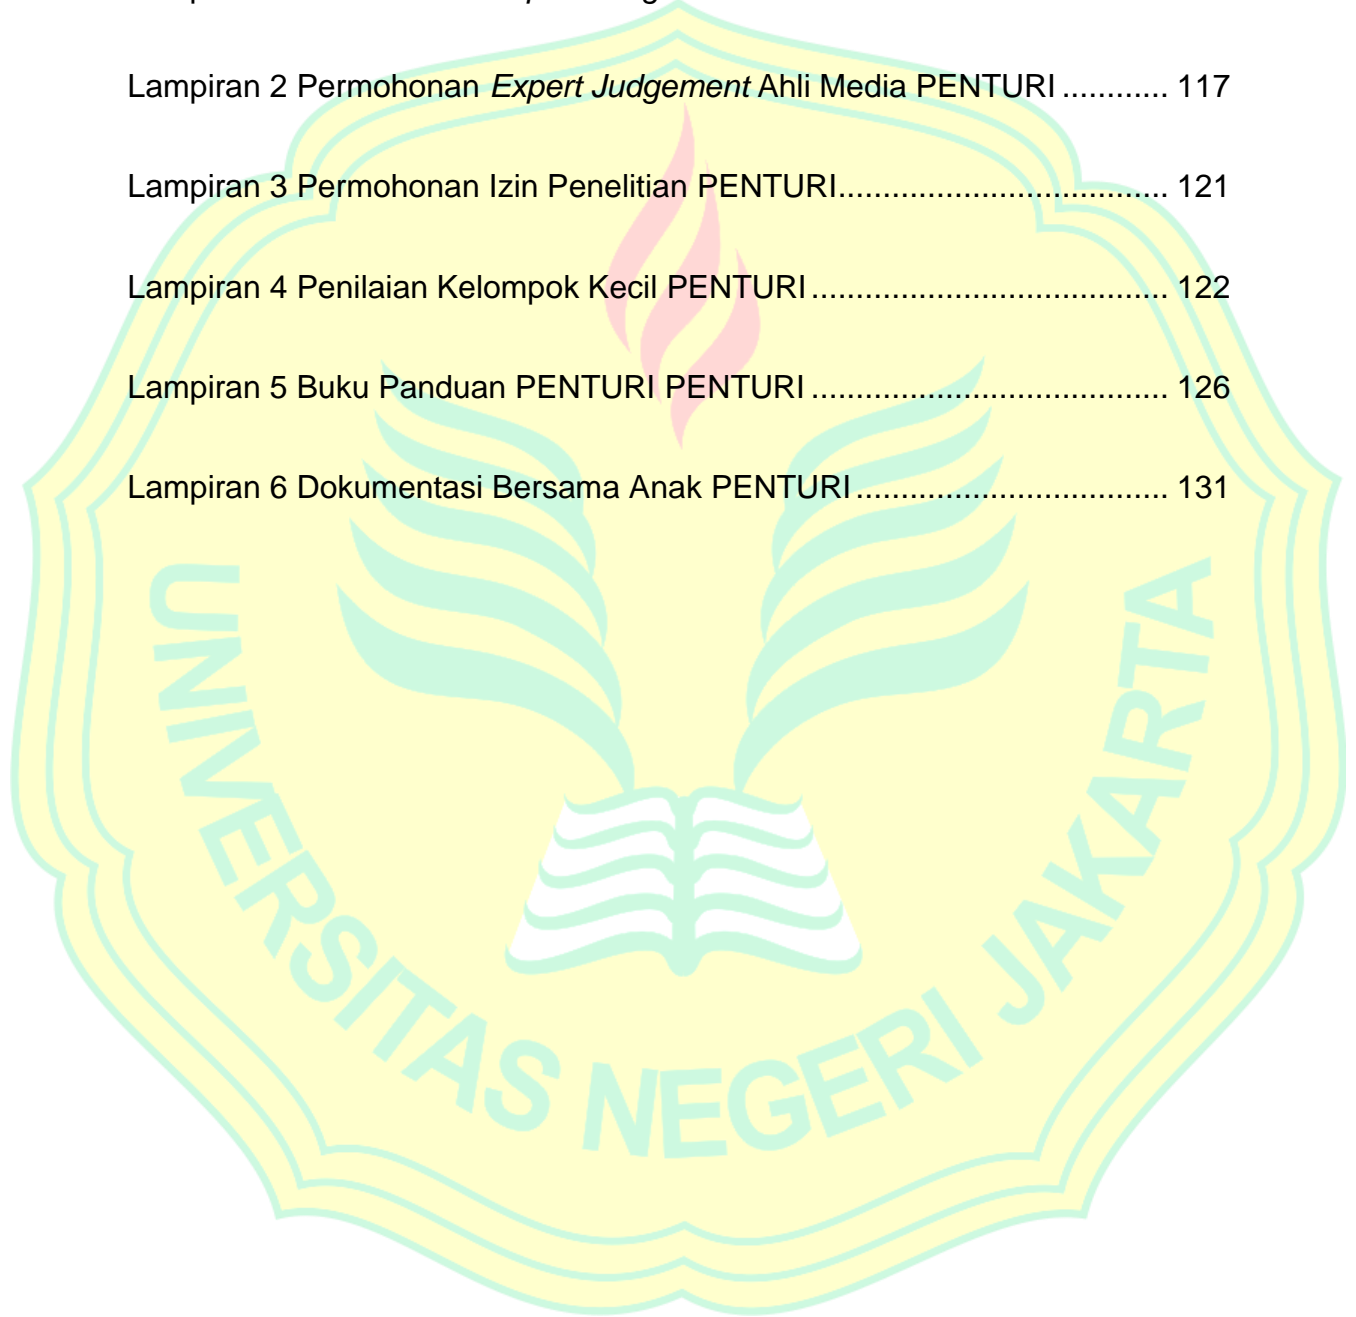 Lampiran 2 Permohonan Expert Judgement Ahli Media PENTURI ............ 117
Lampiran 3 Permohonan Izin Penelitian PENTURI.................................... 121
Lampiran 4 Penilaian Kelompok Kecil PENTURI ....................................... 122
Lampiran 5 Buku Panduan PENTURI PENTURI ....................................... 126
Lampiran 6 Dokumentasi Bersama Anak PENTURI .................................. 131
UNIVERSITAS NEGERI JAKARTA